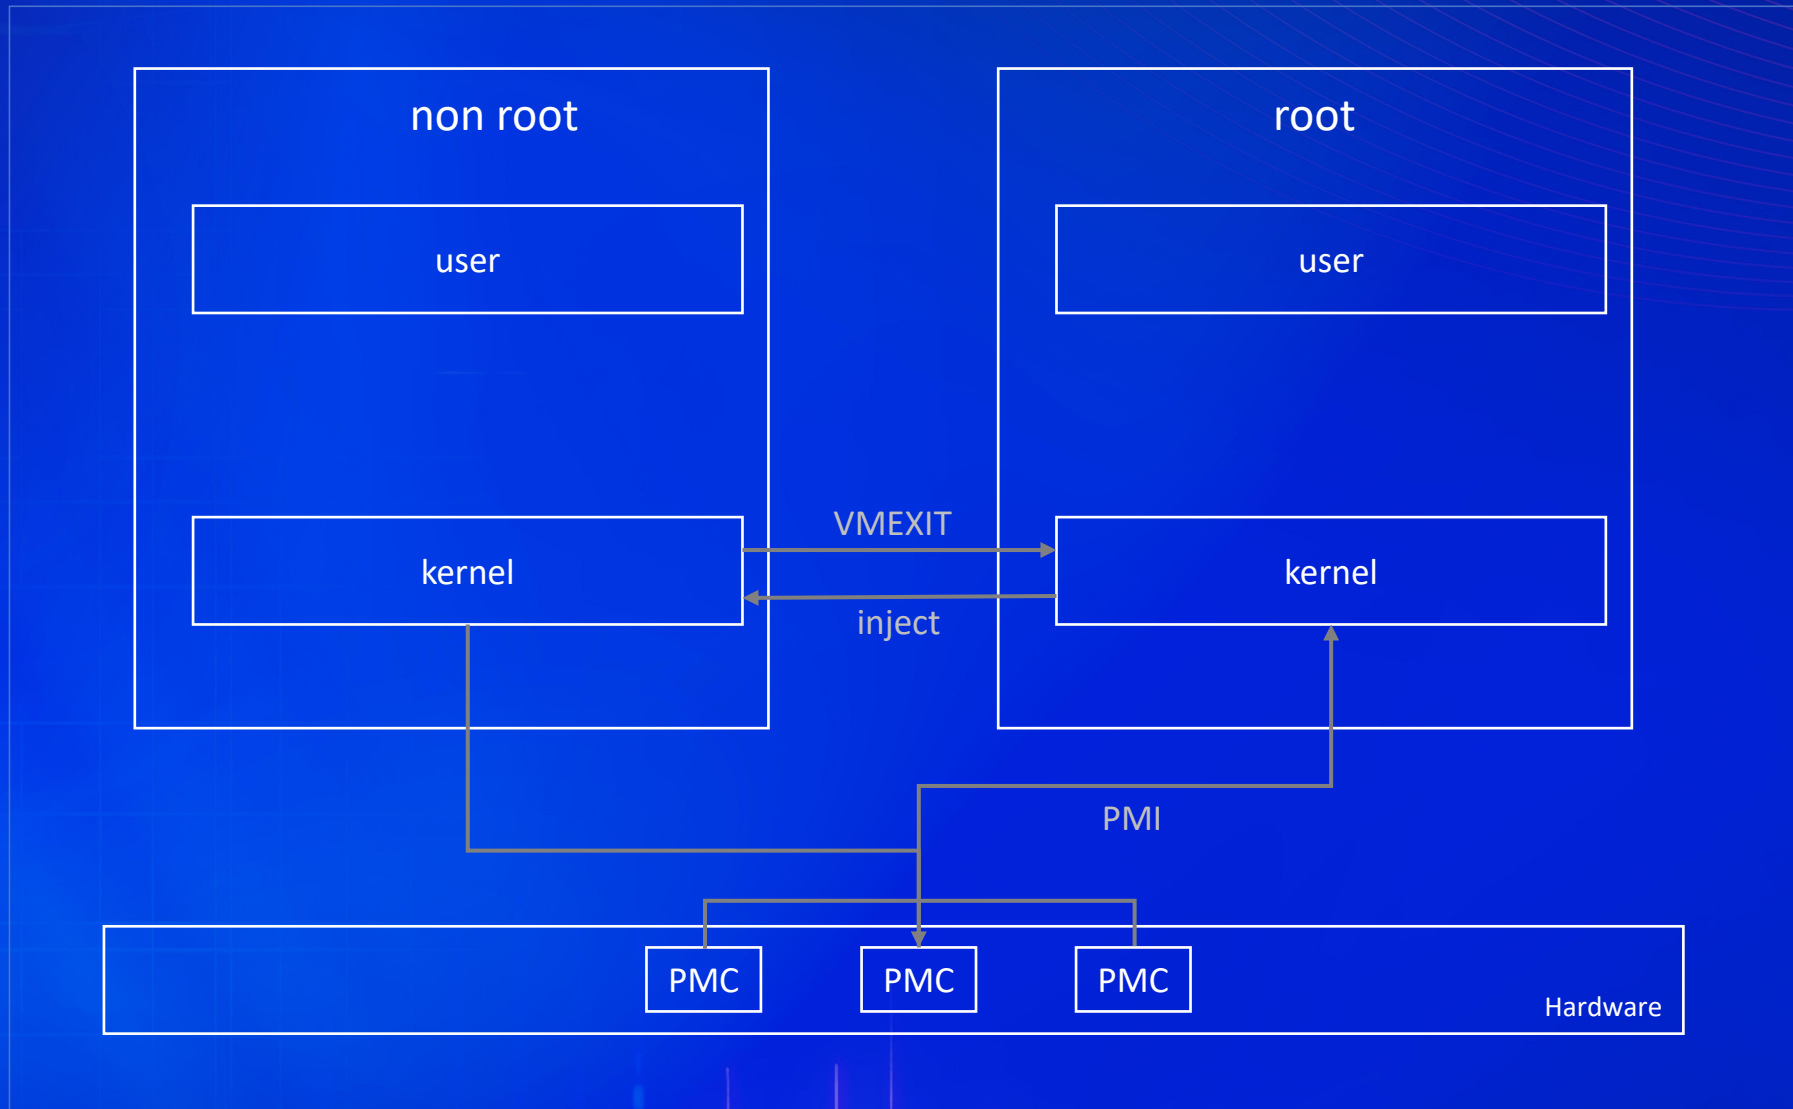 non root
root
user
user
VMEXIT
kernel
kernel
inject
PMI
PMC
PMC
PMC
Hardware